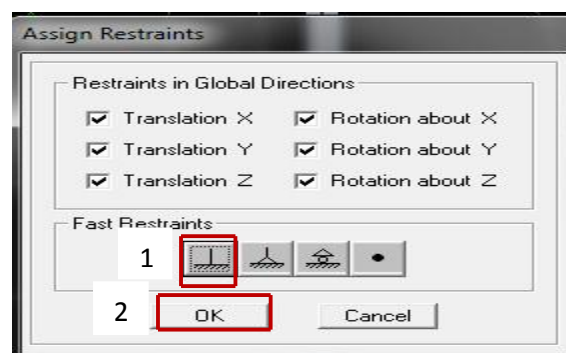 Assign Restraints
Restraints in Global Directions
Translation X Rotation about X
Translation Y Rotation about Y
Translation Z Rotation about Z
Fast Restraints
1
2 OK Cancel